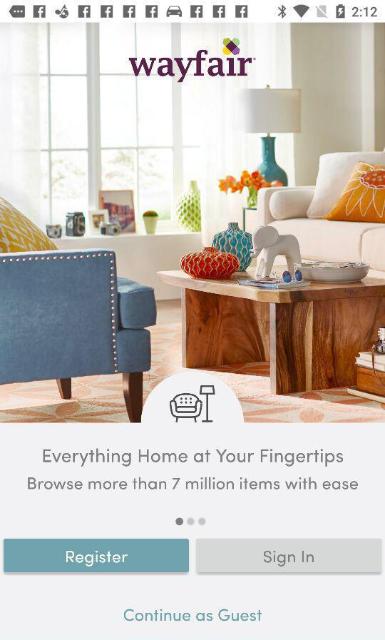 2:12
wayfair
Everything Home at Your Fingertips
Browse more than 7 million items with ease
Register
Sign In
Continue as Guest